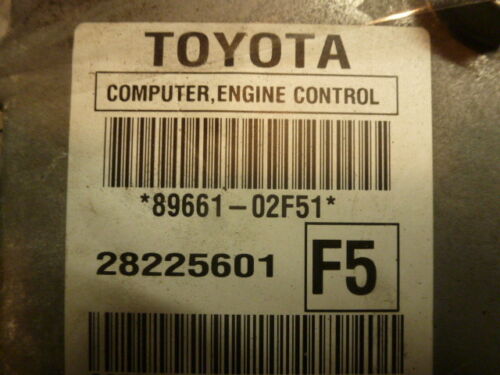 TOYOTA
COMPUTER,ENGINE CONTROL
*89661-02F51*
28225601 F5